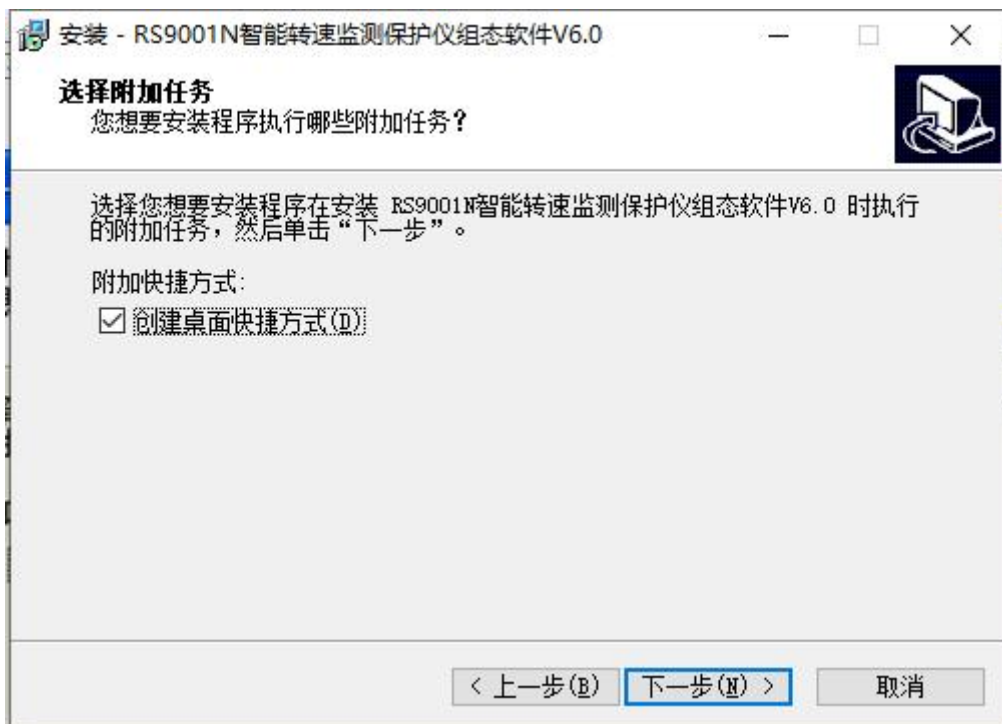 安装 - RS9001N智能转速监测保护仪组态软件V6.0
选择附加任务
您想要安装程序执行哪些附加任务？
选择您想要安装程序在安装 RS9001N智能转速监测保护仪组态软件V6.0 时执行
的附加任务，然后单击“下一步”。
附加快捷方式:
创建桌面快捷方式(D)
< 上一步(B) 下一步(N) > 取消